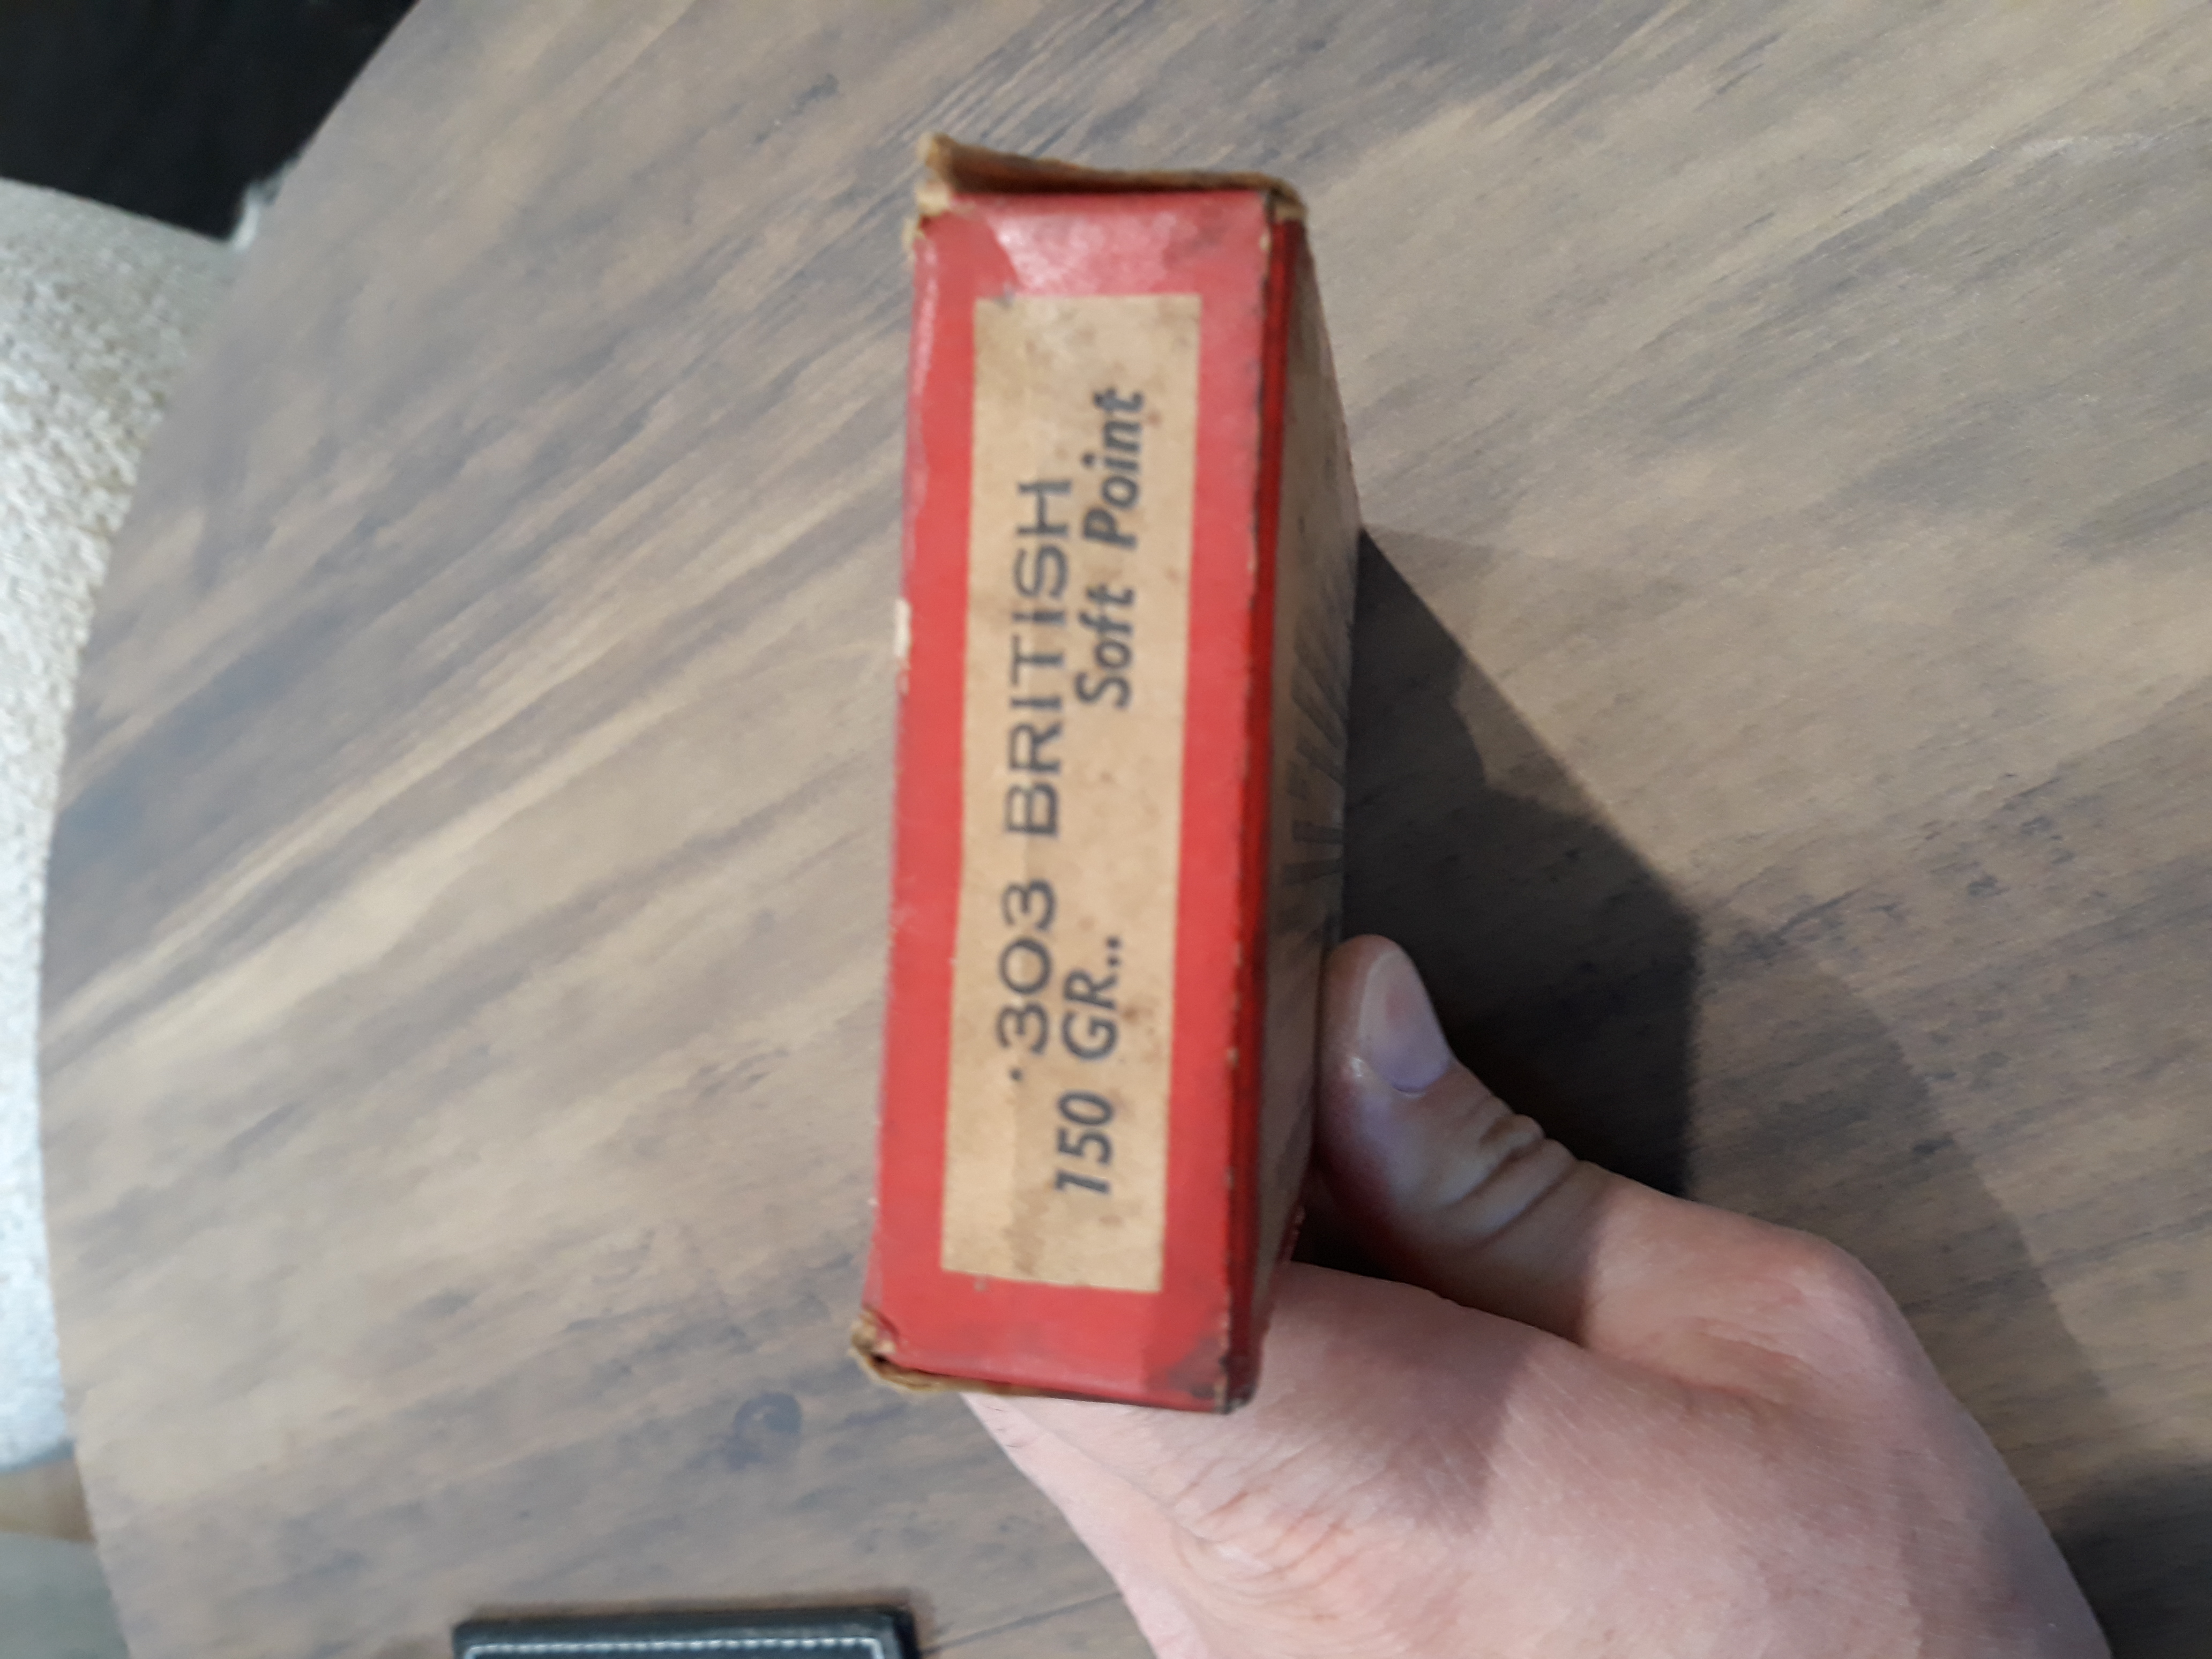 .303 BRITISH
150 GR... Soft Point